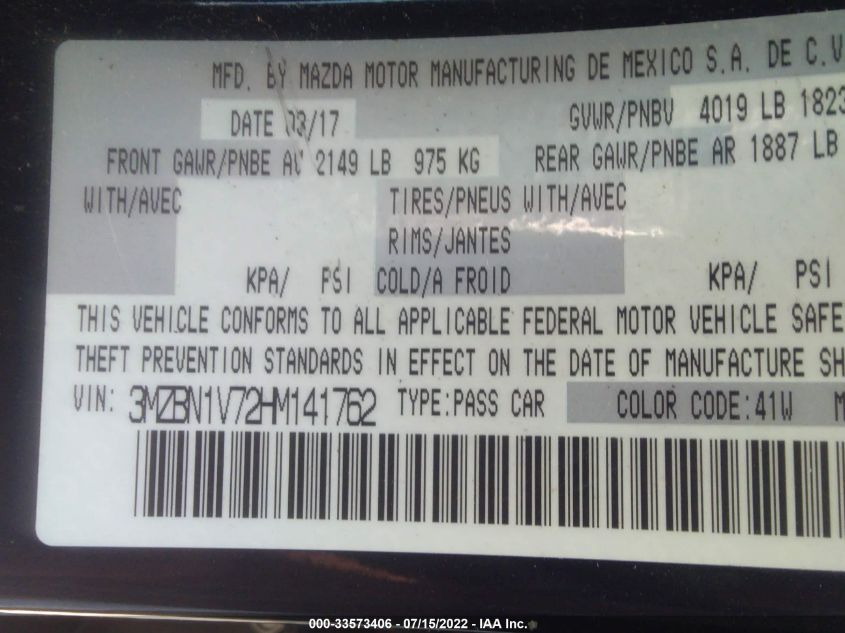 MFD. BY MAZDA MOTOR MANUFACTURING DE MEXICO S.A. DE C.V
DATE 03/17 GVWR/PNBV 4019 LB 1823
FRONT GAWR/PNBE AV 2149 LB 975 KG REAR GAWR/PNBE AR 1887 LB
WITH/AVEC TIRES/PNEUS WITH/AVEC
RIMS/JANTES
KPA/ PSI COLD/A FROID KPA/ PSI
THIS VEHICLE CONFORMS TO ALL APPLICABLE FEDERAL MOTOR VEHICLE SAFE
THEFT PREVENTION STANDARDS IN EFFECT ON THE DATE OF MANUFACTURE SH
VIN: 3MZBN1V72HM141762 TYPE:PASS CAR COLOR CODE:41W M
000-33573406 - 07/15/2022 - IAA Inc.